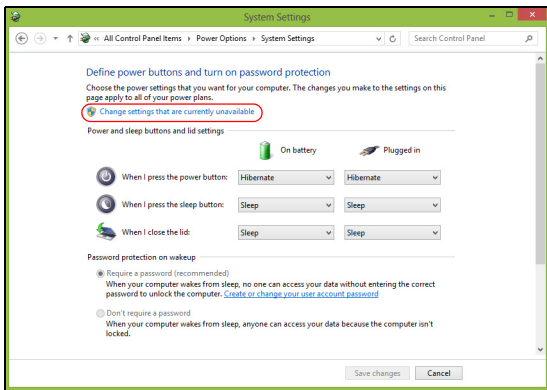 System Settings
« All Control Panel Items Power Options System Settings
Search Control Panel
Define power buttons and turn on password protection
Choose the power settings that you want for your computer. The changes you make to the settings on this
page apply to all of your power plans.
Change settings that are currently unavailable
Power and sleep buttons and lid settings
On battery Plugged in
When I press the power button: Hibernate Hibernate
When I press the sleep button: Sleep Sleep
When I close the lid: Sleep Sleep
Password protection on wakeup
Require a password (recommended)
When your computer wakes from sleep, no one can access your data without entering the correct
password to unlock the computer. Create or change your user account password
Don't require a password
When your computer wakes from sleep, anyone can access your data because the computer isn't
locked.
Save changes Cancel